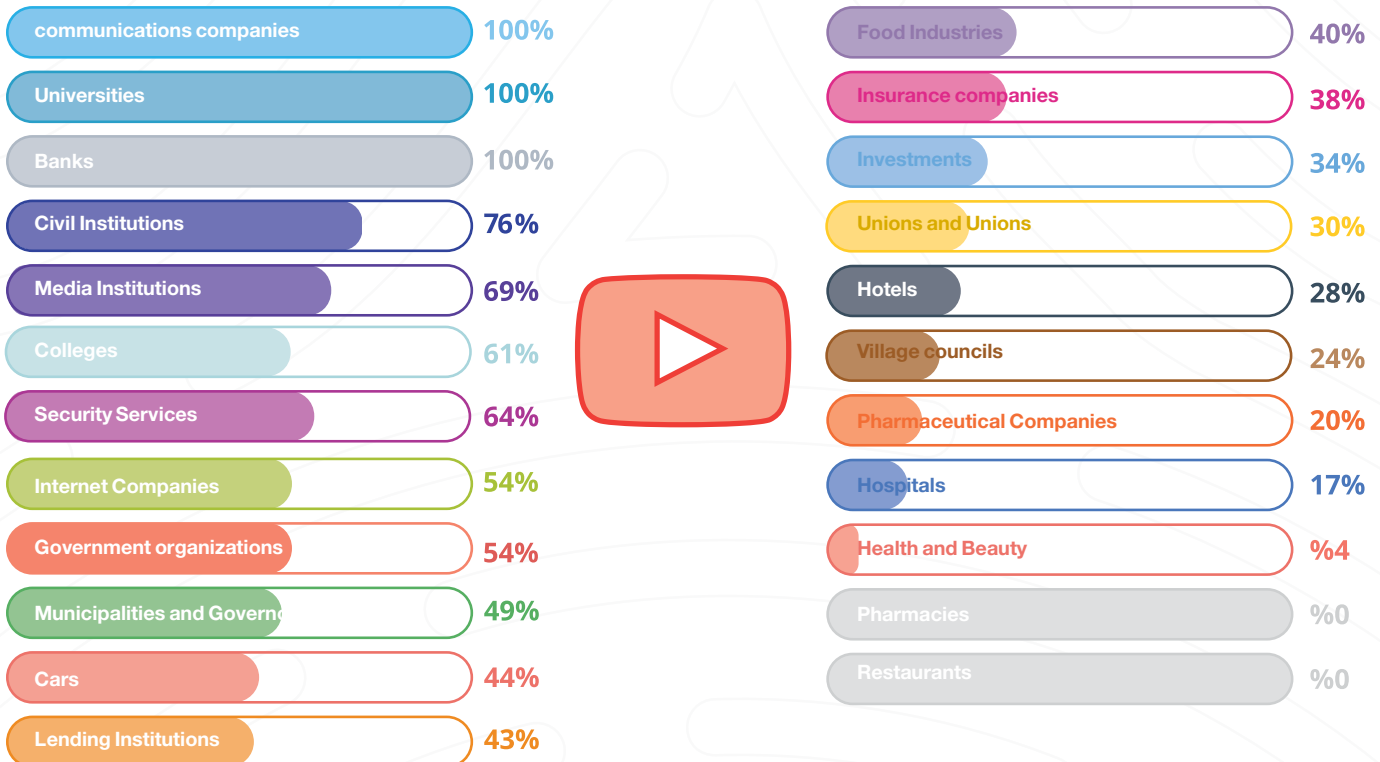 communications companies 100%
Universities 100%
Banks 100%
Civil Institutions 76%
Media Institutions 69%
Colleges 61%
Security Services 64%
Internet Companies 54%
Government organizations 54%
Municipalities and Governo 49%
Cars 44%
Lending Institutions 43%
Food Industries 40%
Insurance companies 38%
Investments 34%
Unions and Unions 30%
Hotels 28%
Village councils 24%
Pharmaceutical Companies 20%
Hospitals 17%
Health and Beauty %4
Pharmacies %0
Restaurants %0